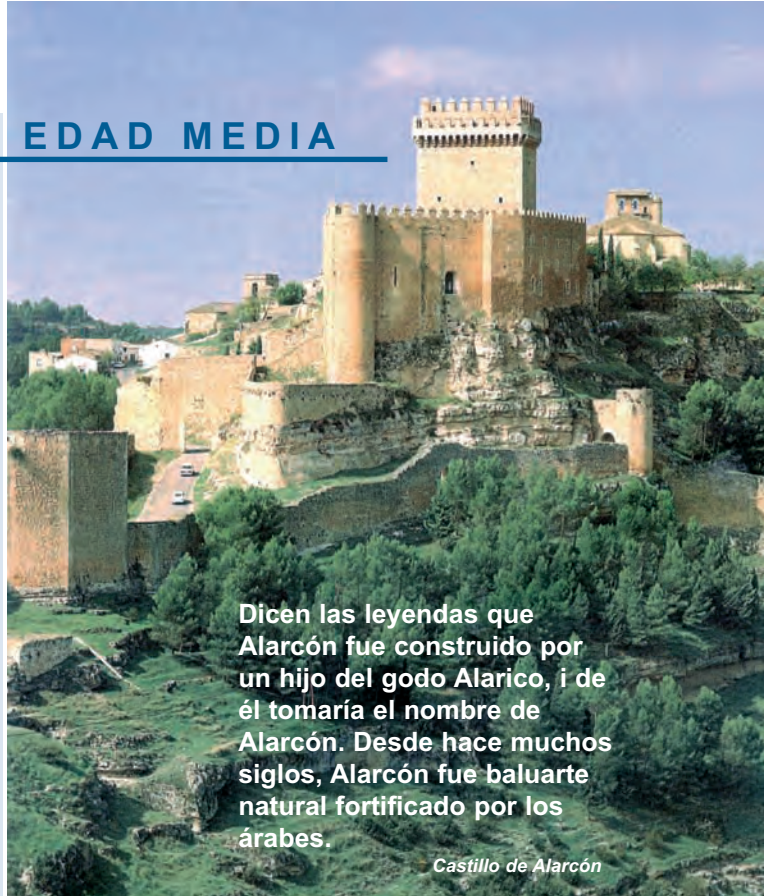 EDAD MEDIA
Dicen las leyendas que
Alarcón fue construido por
un hijo del godo Alarico, i de
él tomaría el nombre de
Alarcón. Desde hace muchos
siglos, Alarcón fue baluarte
natural fortificado por los
árabes.
Castillo de Alarcón